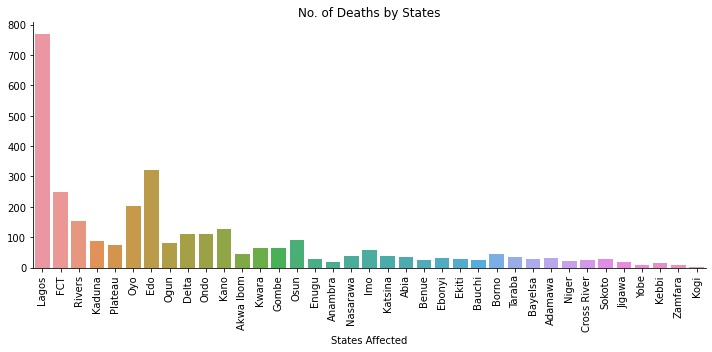 No. of Deaths by States
800
700
600
500
400
300
200
100
0
Lagos
FCT
Rivers
Kaduna
Plateau
Oyo
Edo
Ogun
Delta
Ondo
Kano
Akwa Ibom
Kwara
Gombe
Osun
Enugu
Anambra
Nasarawa
Imo
Katsina
Abia
Benue
Ebonyi
Ekiti
Bauchi
Borno
Taraba
Bayelsa
Adamawa
Niger
Cross River
Sokoto
Jigawa
Yobe
Kebbi
Zamfara
Kogi
States Affected